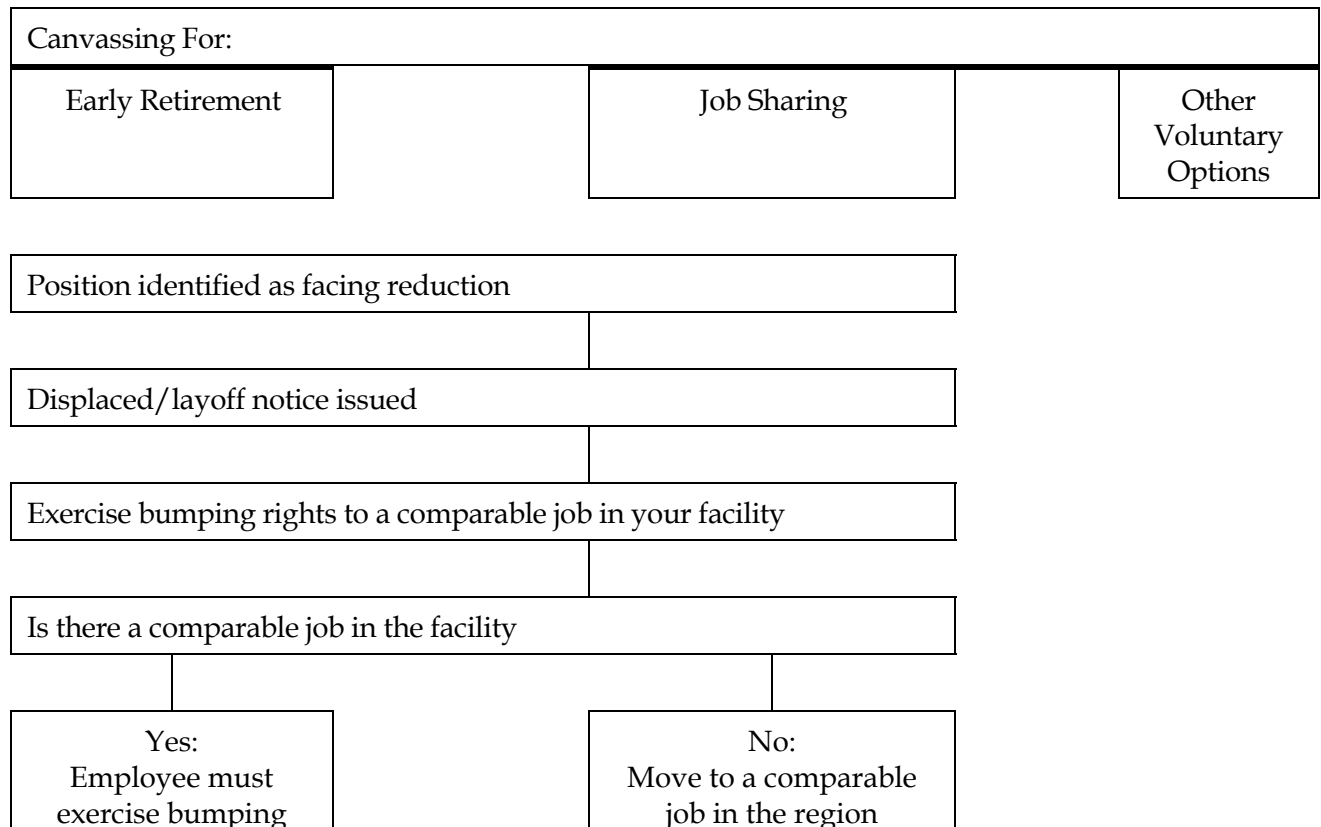 Canvassing For:
Early Retirement
Job Sharing
Other
Voluntary
Options
Position identified as facing reduction
Displaced/layoff notice issued
Exercise bumping rights to a comparable job in your facility
Is there a comparable job in the facility
Yes:
Employee must
exercise bumping
No:
Move to a comparable
job in the region